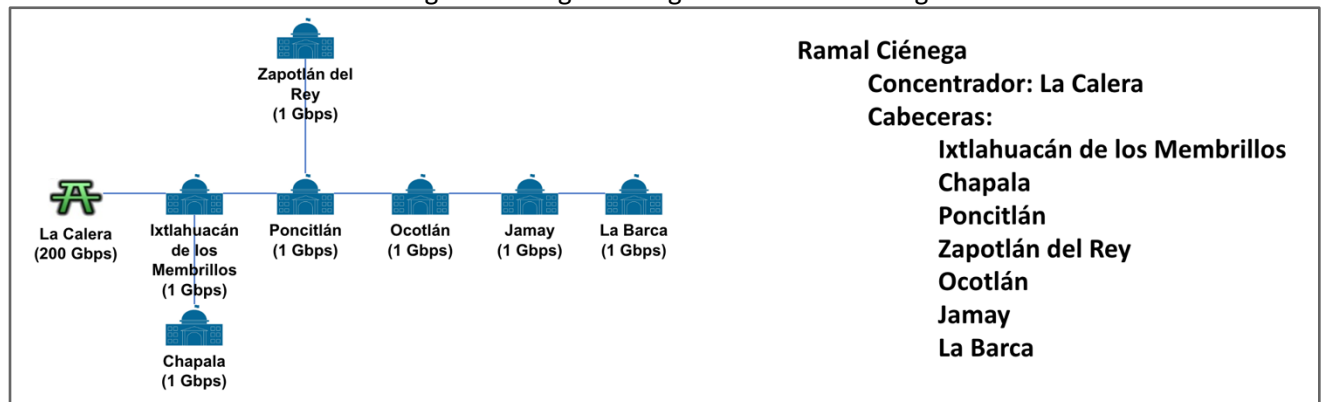 Zapotlán del
Rey
(1 Gbps)
La Calera
(200 Gbps)
Ixtlahuacán
de los
Membrillos
(1 Gbps)
Poncitlán
(1 Gbps)
Ocotlán
(1 Gbps)
Jamay
(1 Gbps)
La Barca
(1 Gbps)
Chapala
(1 Gbps)
Ramal Ciénega
Concentrador: La Calera
Cabeceras:
Ixtlahuacán de los Membrillos
Chapala
Poncitlán
Zapotlán del Rey
Ocotlán
Jamay
La Barca